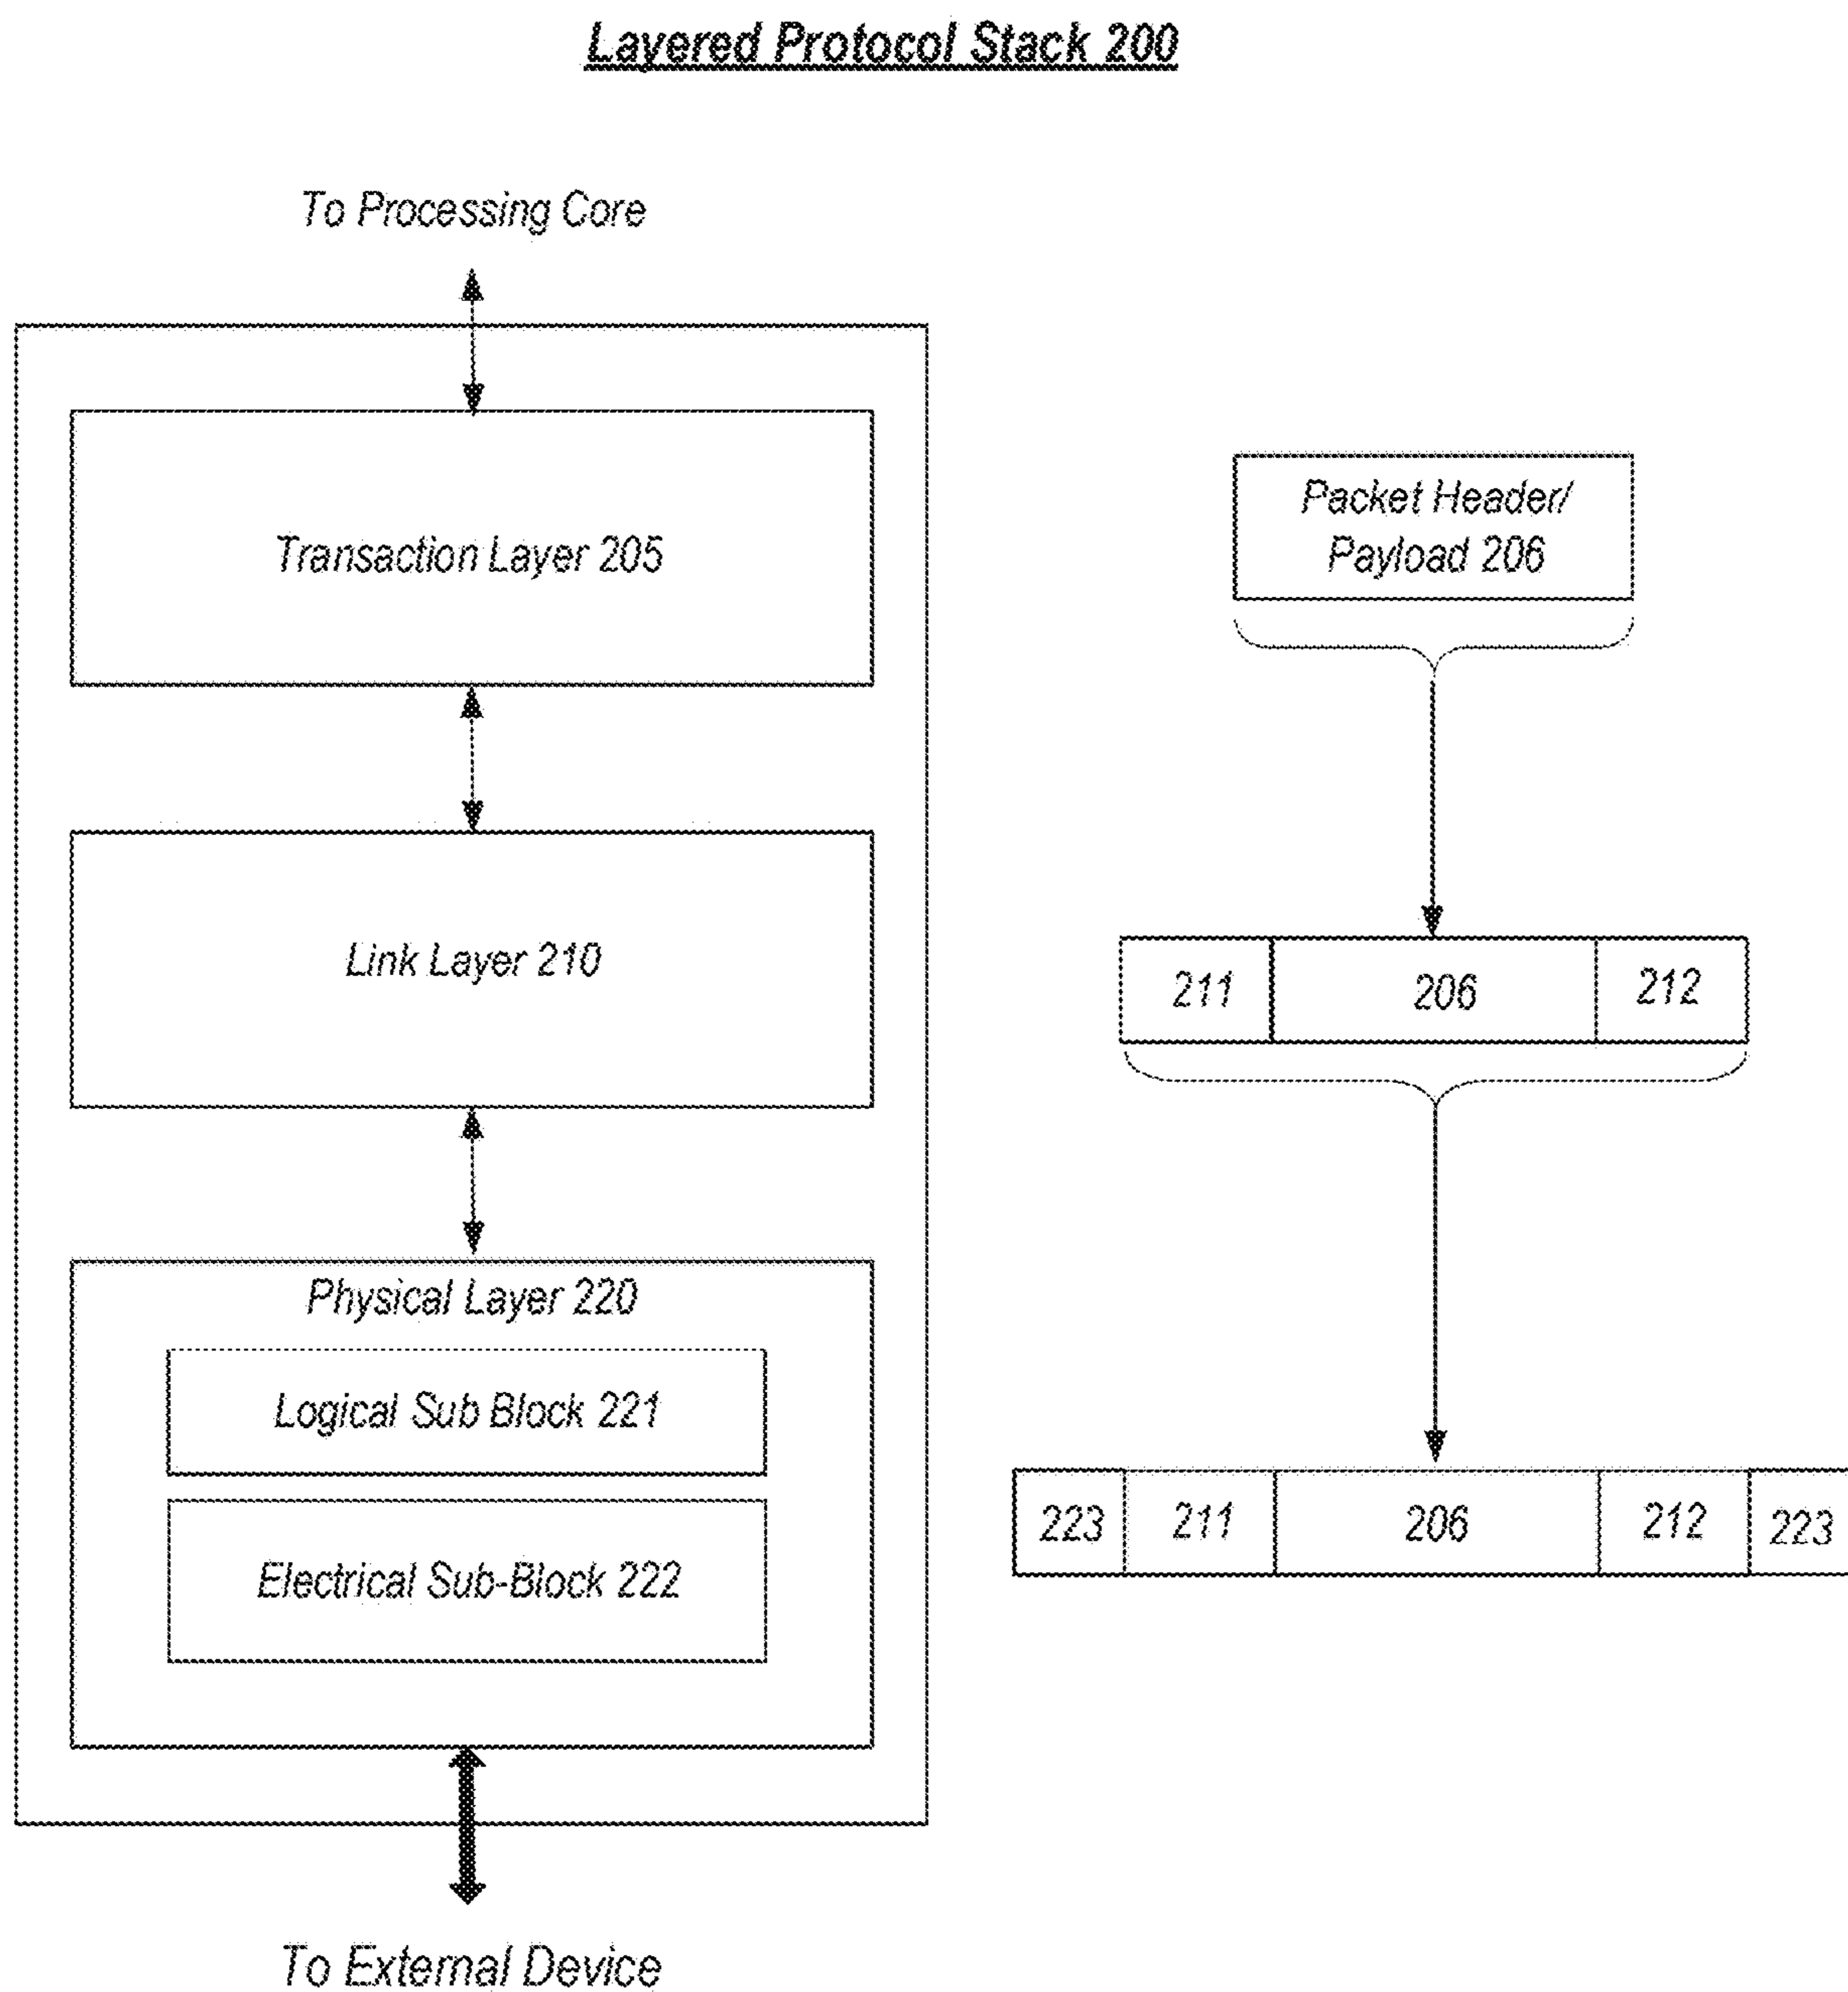 Layered Protocol Stack 200
To Processing Core
Transaction Layer 205
Packet Header/
Payload 206
Link Layer 210
211 206 212
Physical Layer 220
Logical Sub Block 221
Electrical Sub-Block 222
223 211 206 212 223
To External Device